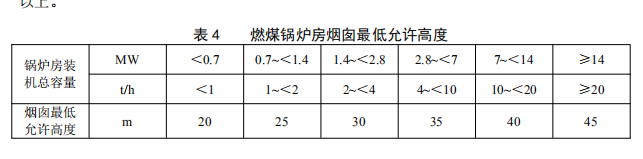 以上。
表 4 燃煤锅炉房烟囱最低允许高度
锅炉房装机总容量 MW <0.7 0.7~<1.4 1.4~<2.8 2.8~<7 7~<14 ≥14
t/h <1 1~<2 2~<4 4~<10 10~<20 ≥20
烟囱最低允许高度 m 20 25 30 35 40 45